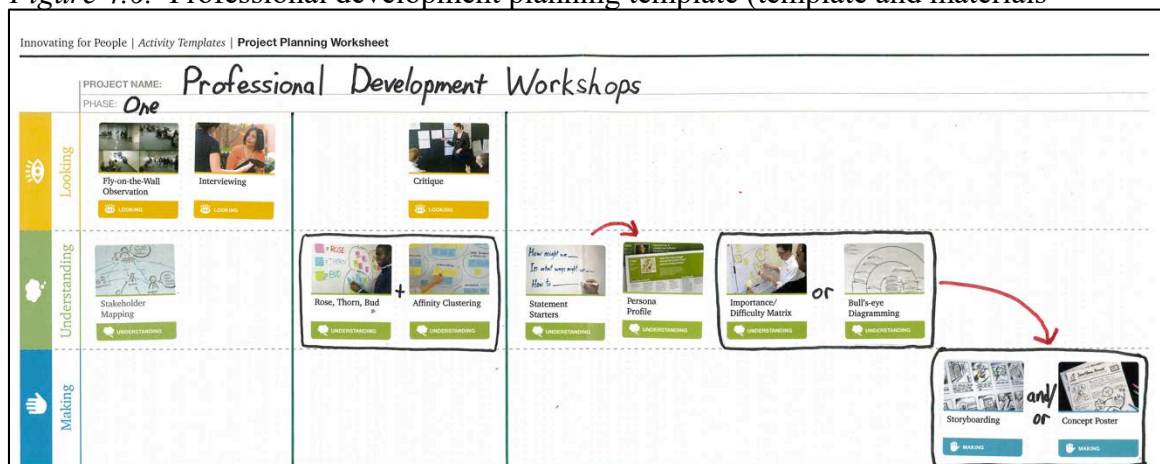 Figure 4.6. Professional development planning template (template and materials
Innovating for People | Activity Templates | Project Planning Worksheet
PROJECT NAME: Professional Development Workshops
PHASE: One
Looking
Fly-on-the-Wall
Observation
LOOKING
Interviewing
LOOKING
Critique
LOOKING
Understanding
Stakeholder
Mapping
UNDERSTANDING
= ROSE
= THORN
= BUD
Rose, Thorn, Bud
UNDERSTANDING
+
Affinity Clustering
UNDERSTANDING
How might we
In what ways might we
How to
Statement
Starters
UNDERSTANDING
Persona
Profile
UNDERSTANDING
Importance/
Difficulty Matrix
UNDERSTANDING
or
Bull's-eye
Diagramming
UNDERSTANDING
Making
Storyboarding
MAKING
and/
or
Concept Poster
MAKING